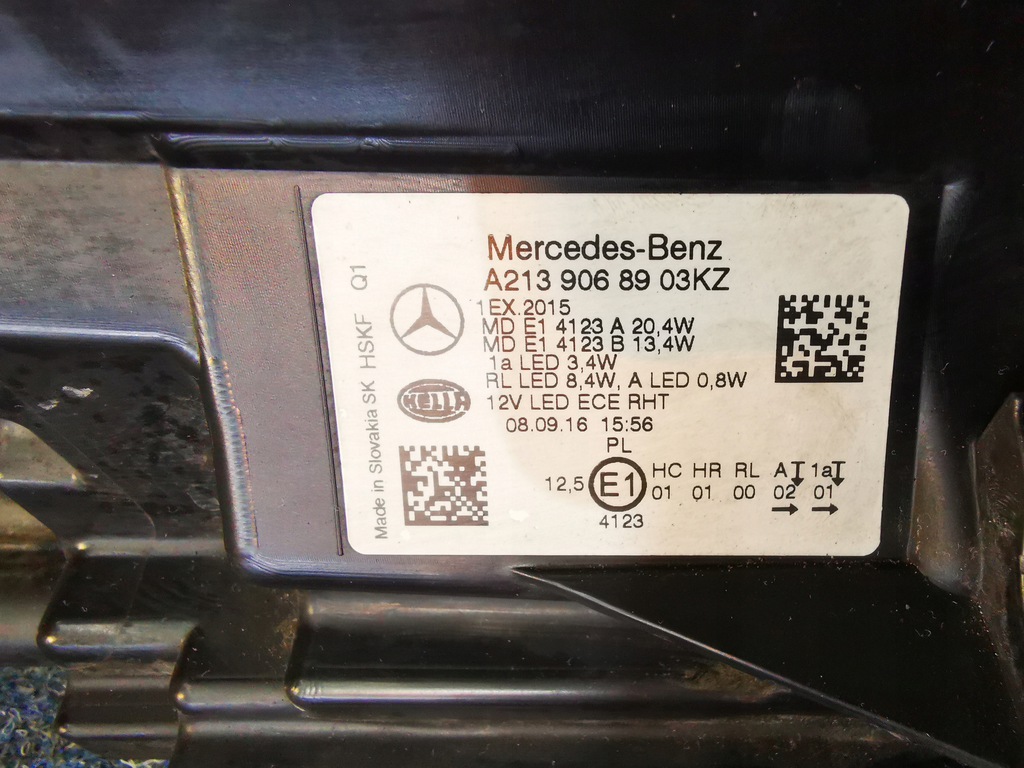 Mercedes-Benz
A213 906 89 03KZ
1EX.2015
MD E1 4123 A 20,4W
MD E1 4123 B 13,4W
1a LED 3,4W
RL LED 8,4W, A LED 0,8W
12V LED ECE RHT
08.09.16 15:56
PL
HC HR RL A 1a
12,5 E1 01 01 00 02 01
4123
HELLA
Made in Slovakia SK HSKF Q1